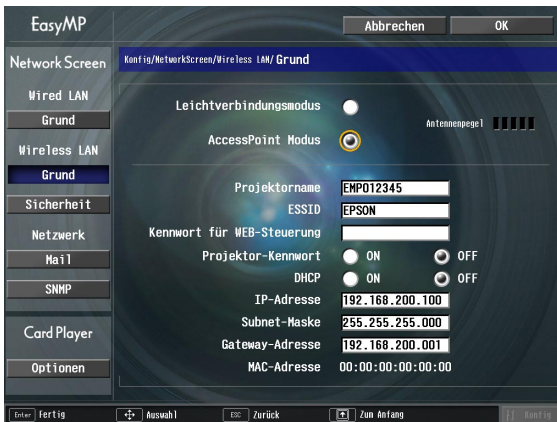 EasyMP
Abbrechen
OK
Network Screen
Wired LAN
Grund
Wireless LAN
Grund
Sicherheit
Netzwerk
Mail
SNMP
Card Player
Optionen
Konfig/NetworkScreen/Wireless LAN/ Grund
Leichtverbindungsmodus
AccessPoint Modus
Antennenpegel
Projektorname EMP012345
ESSID EPSON
Kennwort für WEB-Steuerung
Projektor-Kennwort ON OFF
DHCP ON OFF
IP-Adresse 192.168.200.100
Subnet-Maske 255.255.255.000
Gateway-Adresse 192.168.200.001
MAC-Adresse 00:00:00:00:00:00
Enter Fertig
Auswahl
ESC Zurück
Zum Anfang
Konfig